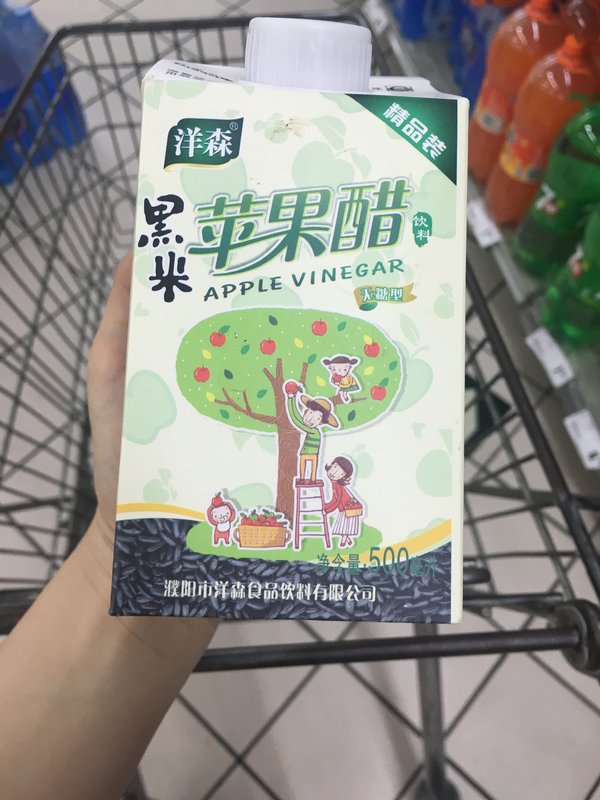 洋森®
精品装
黑米
苹果醋
饮料
APPLE VINEGAR
无糖型
净含量:500毫升
濮阳市洋森食品饮料有限公司
7